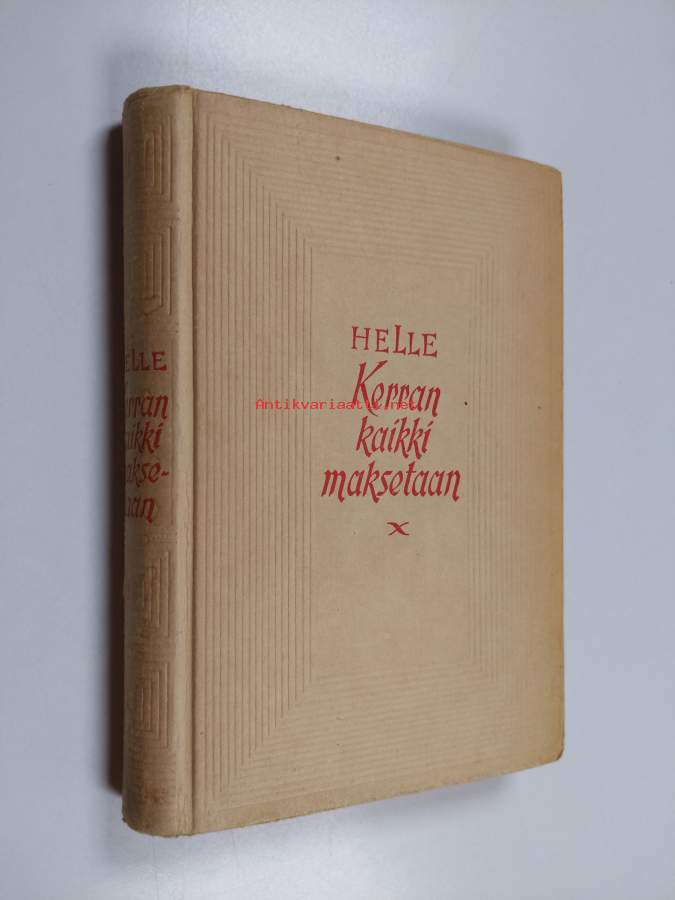 HELLE
Kerran
kaikki
maksetaan
x
Antikvariaatti.net
HELLE
Kerran
kaikki
makse-
taan